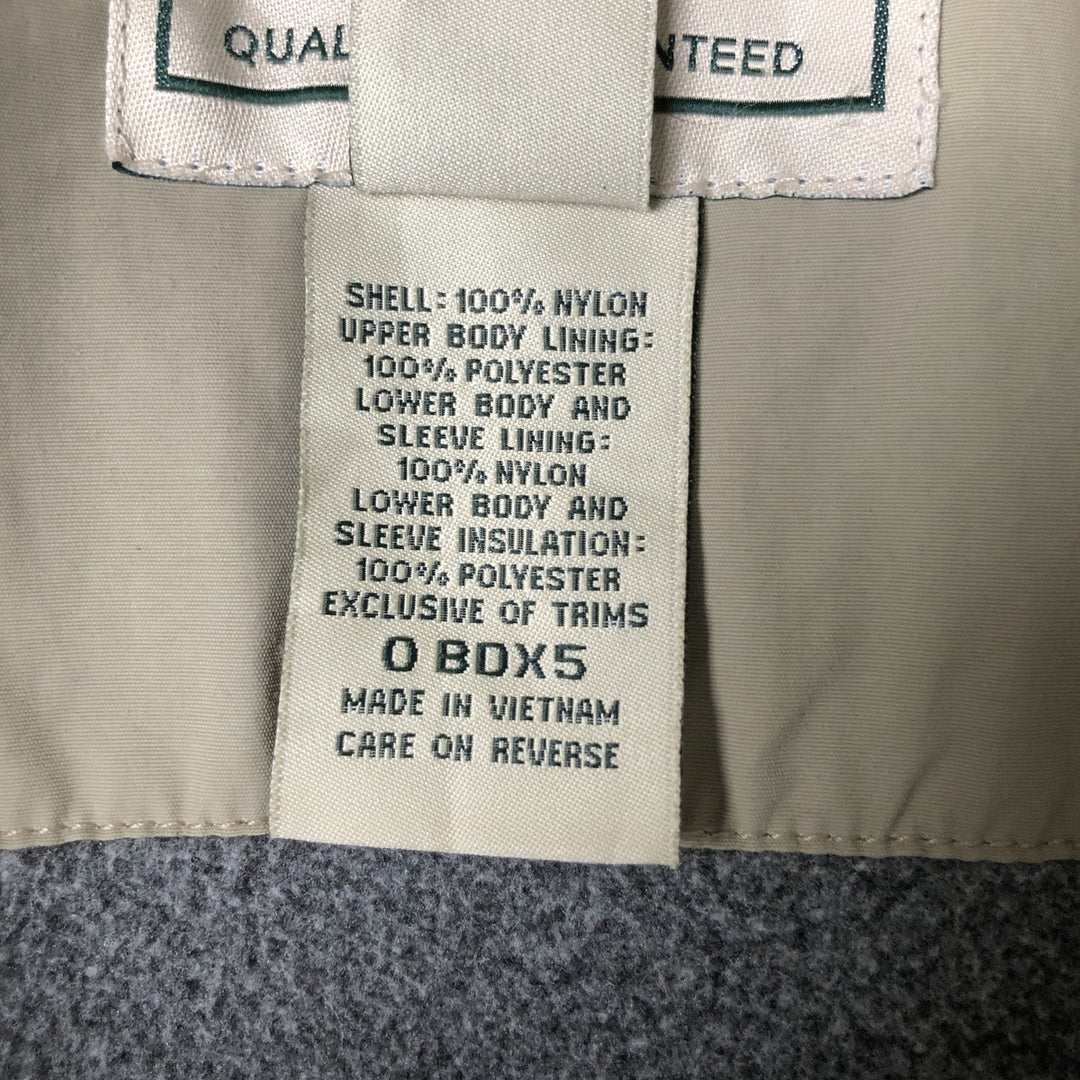 QUAL NTEED
SHELL: 100% NYLON
UPPER BODY LINING:
100% POLYESTER
LOWER BODY AND
SLEEVE LINING:
100% NYLON
LOWER BODY AND
SLEEVE INSULATION:
100% POLYESTER
EXCLUSIVE OF TRIMS
0 BDX5
MADE IN VIETNAM
CARE ON REVERSE